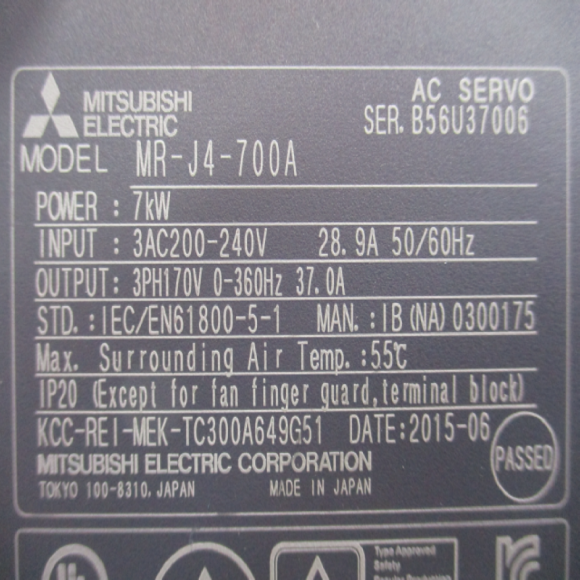 MITSUBISHI
ELECTRIC
AC SERVO
SER. B56U37006
MODEL MR-J4-700A
POWER : 7kW
INPUT : 3AC200-240V 28.9A 50/60Hz
OUTPUT: 3PH170V 0-360Hz 37.0A
STD.: IEC/EN61800-5-1 MAN.: IB(NA)0300175
Max. Surrounding Air Temp.:55℃
IP20 (Except for fan finger guard,terminal block)
KCC-REI-MEK-TC300A649G51 DATE:2015-06
PASSED
MITSUBISHI ELECTRIC CORPORATION
TOKYO 100-8310, JAPAN MADE IN JAPAN
Type Approved
Safety